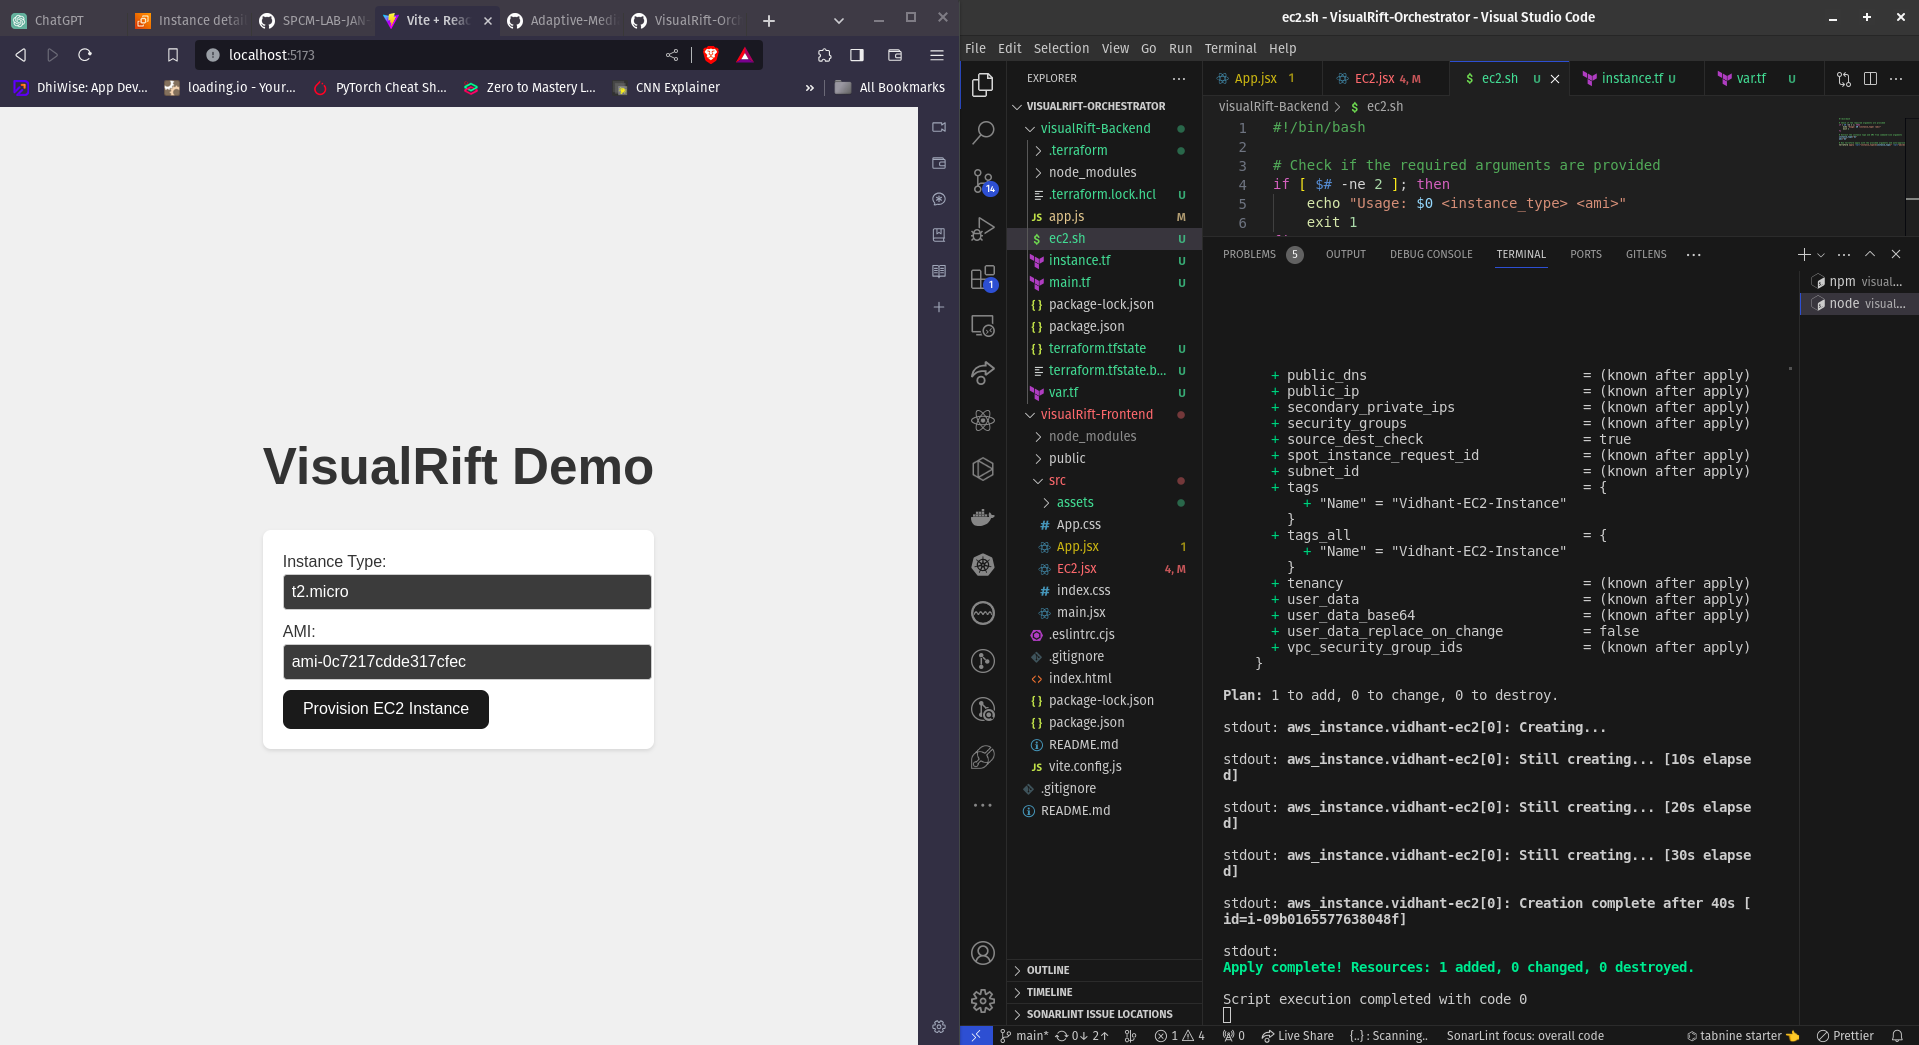 ChatGPT
Instance detai
SPCM-LAB-JAN-
Vite + Reac
Adaptive-Medi
VisualRift-Orch
localhost:5173
DhiWise: App Dev...
loading.io - Your...
PyTorch Cheat Sh...
Zero to Mastery L...
CNN Explainer
»
All Bookmarks
VisualRift Demo
Instance Type:
t2.micro
AMI:
ami-0c7217cdde317cfec
Provision EC2 Instance
ec2.sh - VisualRift-Orchestrator - Visual Studio Code
File Edit Selection View Go Run Terminal Help
14
1
EXPLORER
VISUALRIFT-ORCHESTRATOR
visualRift-Backend
.terraform
node_modules
.terraform.lock.hcl U
app.js M
ec2.sh U
instance.tf U
main.tf U
package-lock.json
package.json
terraform.tfstate U
terraform.tfstate.b... U
var.tf U
visualRift-Frontend
node_modules
public
src
assets
App.css
App.jsx 1
EC2.jsx 4, M
index.css
main.jsx
.eslintrc.cjs
.gitignore
index.html
package-lock.json
package.json
README.md
vite.config.js
.gitignore
README.md
OUTLINE
TIMELINE
SONARLINT ISSUE LOCATIONS
App.jsx 1
EC2.jsx 4, M
ec2.sh U
instance.tf U
var.tf U
visualRift-Backend > $ ec2.sh
1 #!/bin/bash
2
3 # Check if the required arguments are provided
4 if [ $# -ne 2 ]; then
5 echo "Usage: $0 <instance_type> <ami>"
6 exit 1
PROBLEMS 5 OUTPUT DEBUG CONSOLE TERMINAL PORTS GITLENS
npm visual...
node visual...
+ public_dns = (known after apply)
+ public_ip = (known after apply)
+ secondary_private_ips = (known after apply)
+ security_groups = (known after apply)
+ source_dest_check = true
+ spot_instance_request_id = (known after apply)
+ subnet_id = (known after apply)
+ tags = {
+ "Name" = "Vidhant-EC2-Instance"
}
+ tags_all = {
+ "Name" = "Vidhant-EC2-Instance"
}
+ tenancy = (known after apply)
+ user_data = (known after apply)
+ user_data_base64 = (known after apply)
+ user_data_replace_on_change = false
+ vpc_security_group_ids = (known after apply)
}
Plan: 1 to add, 0 to change, 0 to destroy.
stdout: aws_instance.vidhant-ec2[0]: Creating...
stdout: aws_instance.vidhant-ec2[0]: Still creating... [10s elapse
d]
stdout: aws_instance.vidhant-ec2[0]: Still creating... [20s elapse
d]
stdout: aws_instance.vidhant-ec2[0]: Still creating... [30s elapse
d]
stdout: aws_instance.vidhant-ec2[0]: Creation complete after 40s [
id=i-09b0165577638048f]
stdout:
Apply complete! Resources: 1 added, 0 changed, 0 destroyed.
Script execution completed with code 0
main* 0↓ 2↑ 1 4 0 Live Share {..} : Scanning.. SonarLint focus: overall code tabnine starter Prettier